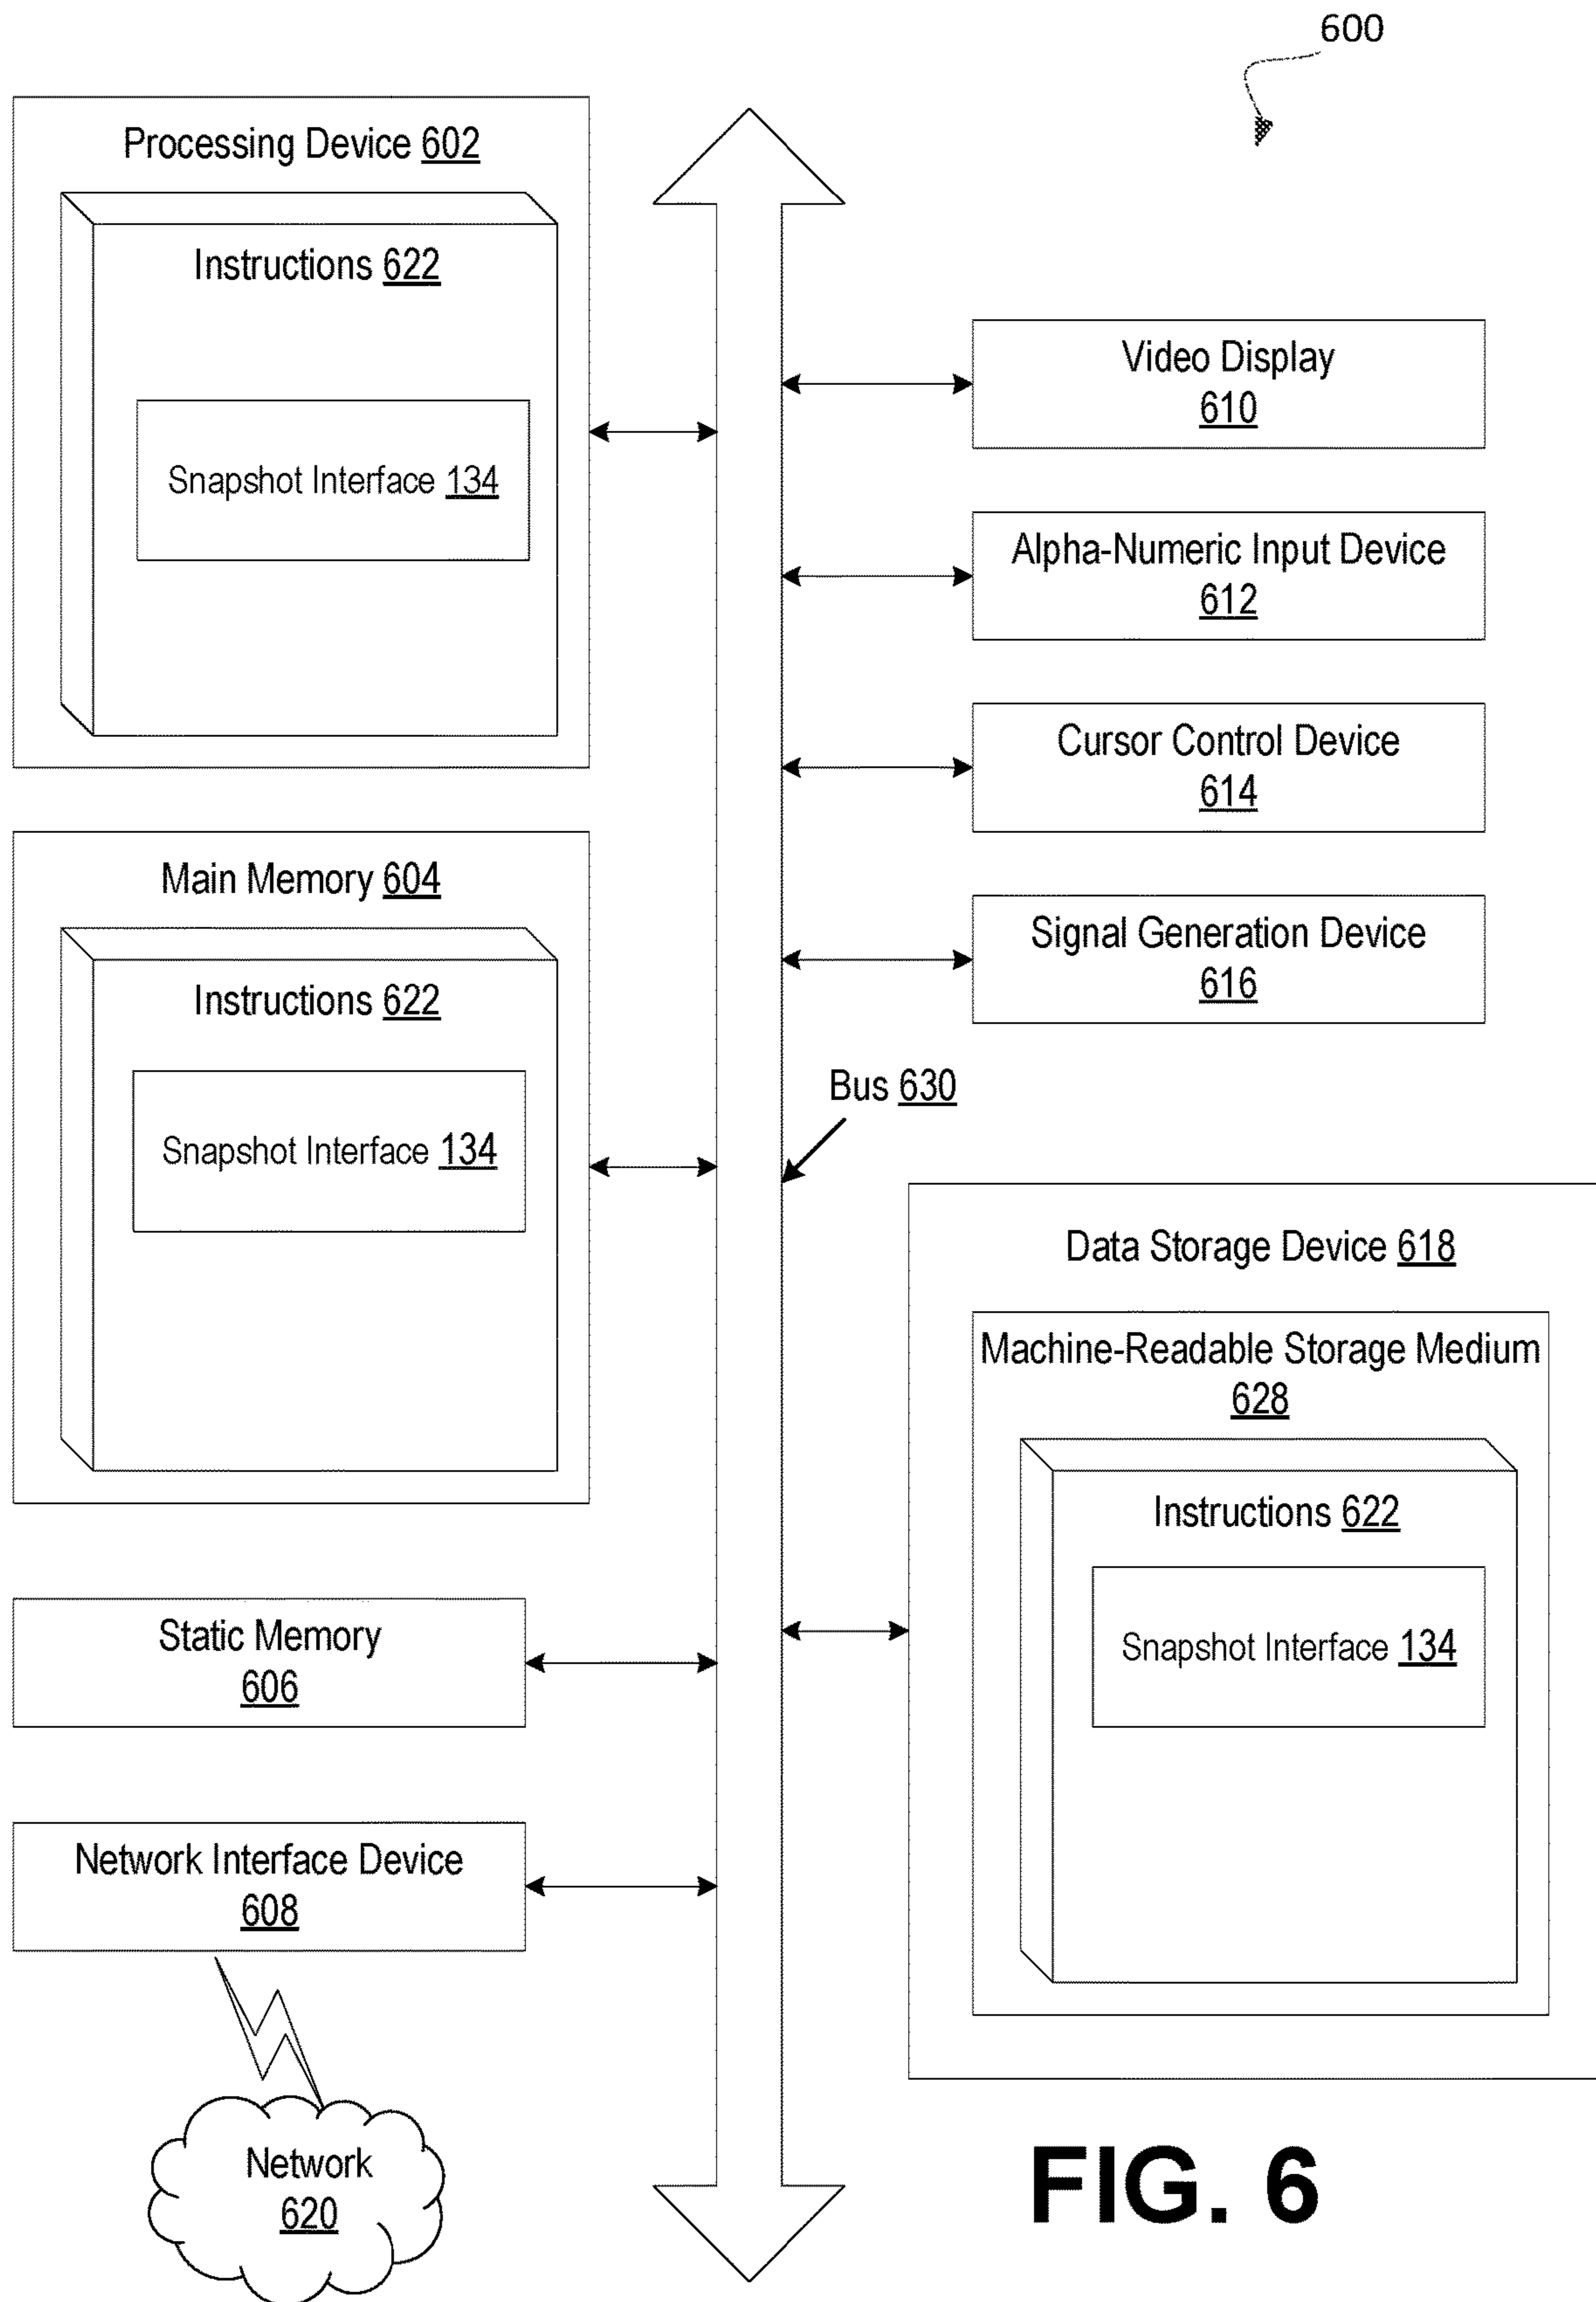 600
Processing Device 602
Instructions 622
Snapshot Interface 134
Main Memory 604
Instructions 622
Snapshot Interface 134
Static Memory
606
Network Interface Device
608
Network
620
Video Display
610
Alpha-Numeric Input Device
612
Cursor Control Device
614
Signal Generation Device
616
Bus 630
Data Storage Device 618
Machine-Readable Storage Medium
628
Instructions 622
Snapshot Interface 134
FIG. 6